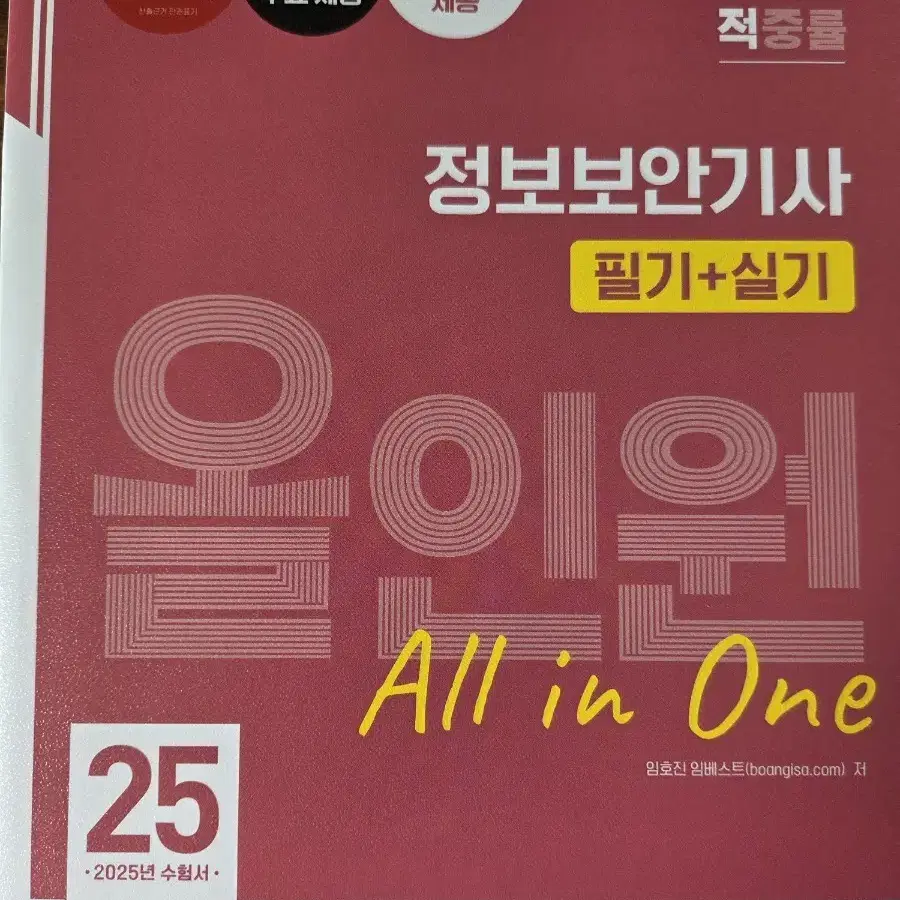 제공
적중률
정보보안기사
필기+실기
올인원
All in One
임호진 임베스트(boangisa.com) 저
25
·2025년 수험서·